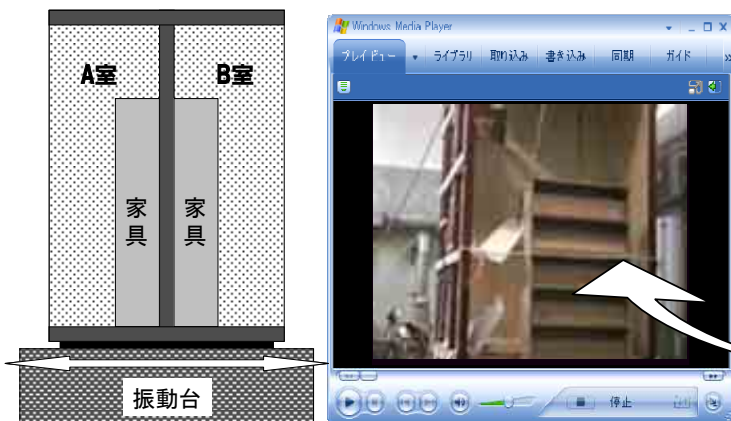 A室
B室
家具
家具
振動台
Windows Media Player
プレイビュー
ライブラリ
取り込み
書き込み
同期
ガイド
停止